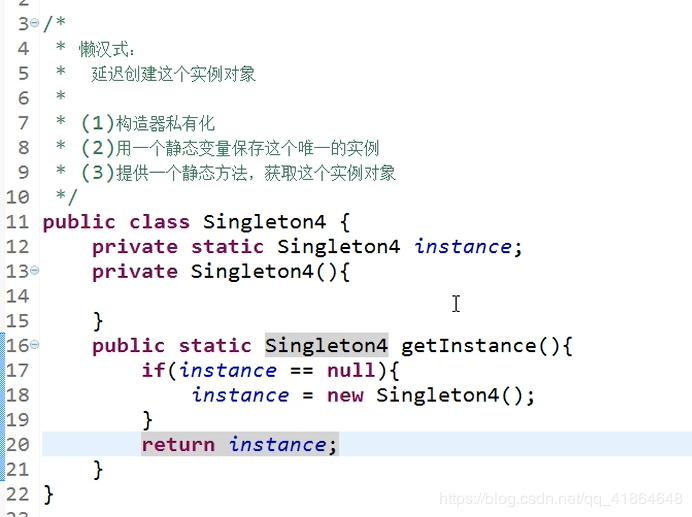 3 /*
4  * 懒汉式：
5  *  延迟创建这个实例对象
6  *
7  * (1)构造器私有化
8  * (2)用一个静态变量保存这个唯一的实例
9  * (3)提供一个静态方法，获取这个实例对象
10  */
11 public class Singleton4 {
12     private static Singleton4 instance;
13     private Singleton4(){
14
15     }
16     public static Singleton4 getInstance(){
17         if(instance == null){
18             instance = new Singleton4();
19         }
20         return instance;
21     }
22 }
https://blog.csdn.net/qq_41864648